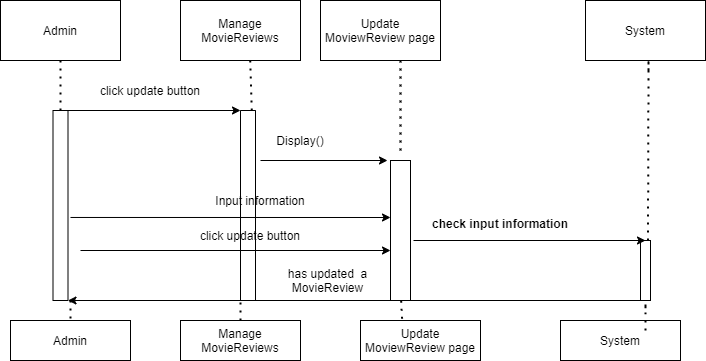 Admin
Manage
MovieReviews
Update
MoviewReview page
System
click update button
Display()
Input information
check input information
click update button
has updated a
MovieReview
Admin
Manage
MovieReviews
Update
MoviewReview page
System